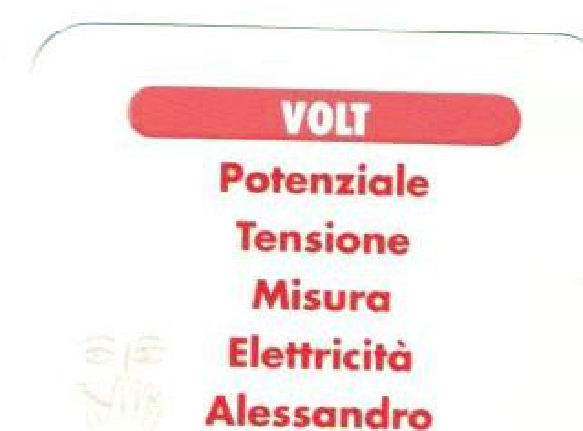 VOLT
Potenziale
Tensione
Misura
Elettricità
Alessandro